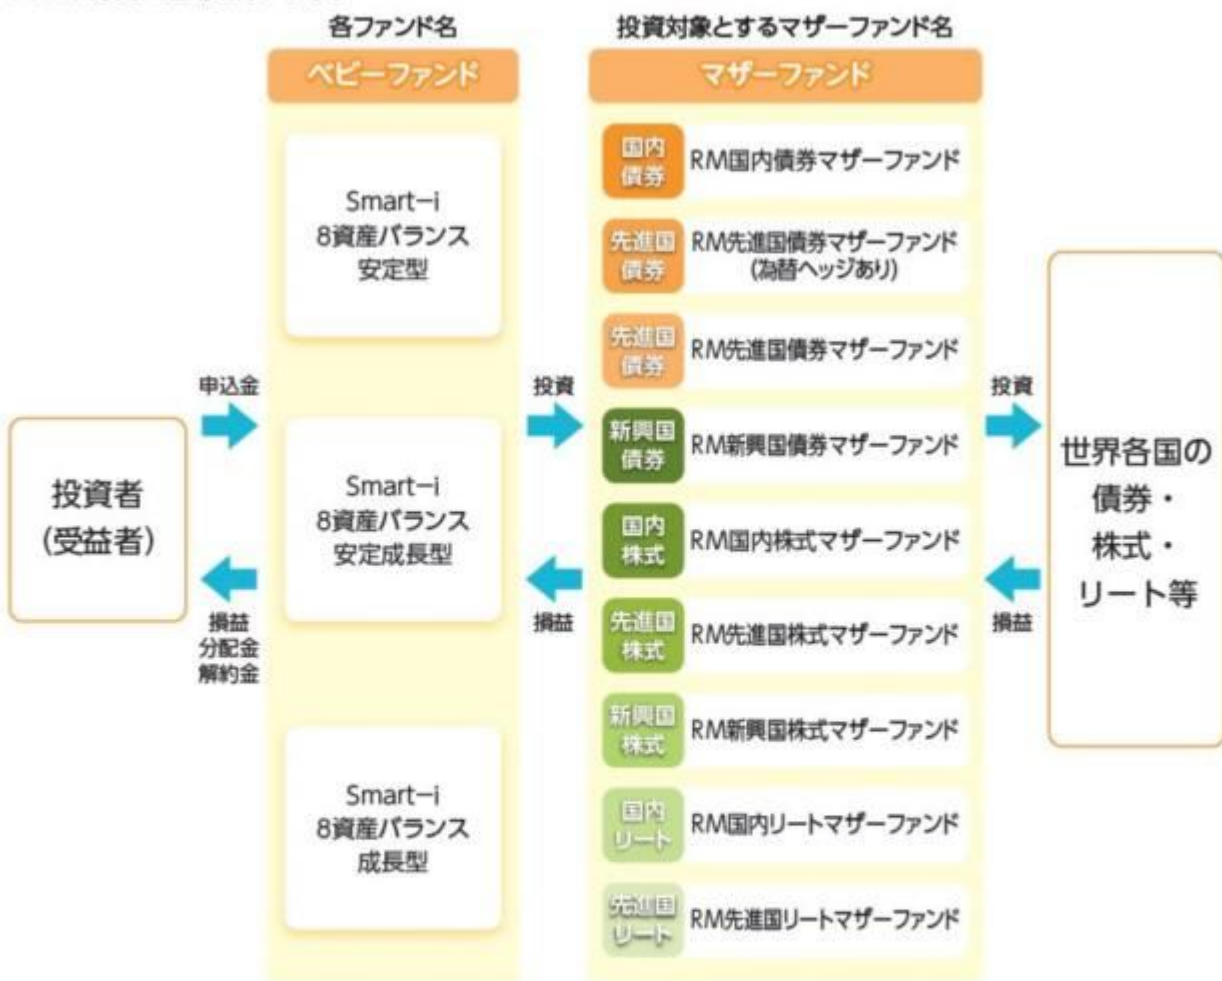 各ファンド名
ベビーファンド
Smart-i
8資産バランス
安定型
Smart-i
8資産バランス
安定成長型
Smart-i
8資産バランス
成長型
投資対象とするマザーファンド名
マザーファンド
国内
債券
RM国内債券マザーファンド
先進国
債券
RM先進国債券マザーファンド
(為替ヘッジあり)
先進国
債券
RM先進国債券マザーファンド
新興国
債券
RM新興国債券マザーファンド
国内
株式
RM国内株式マザーファンド
先進国
株式
RM先進国株式マザーファンド
新興国
株式
RM新興国株式マザーファンド
国内
リート
RM国内リートマザーファンド
先進国
リート
RM先進国リートマザーファンド
投資者
(受益者)
申込金
損益
分配金
解約金
投資
損益
投資
損益
世界各国の
債券・
株式・
リート等